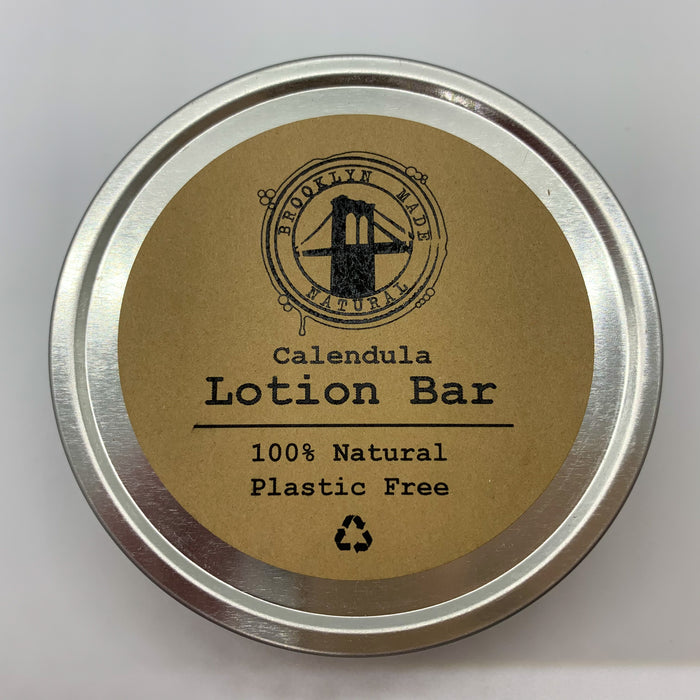 BROOKLYN MADE
NATURAL
Calendula
Lotion Bar
100% Natural
Plastic Free